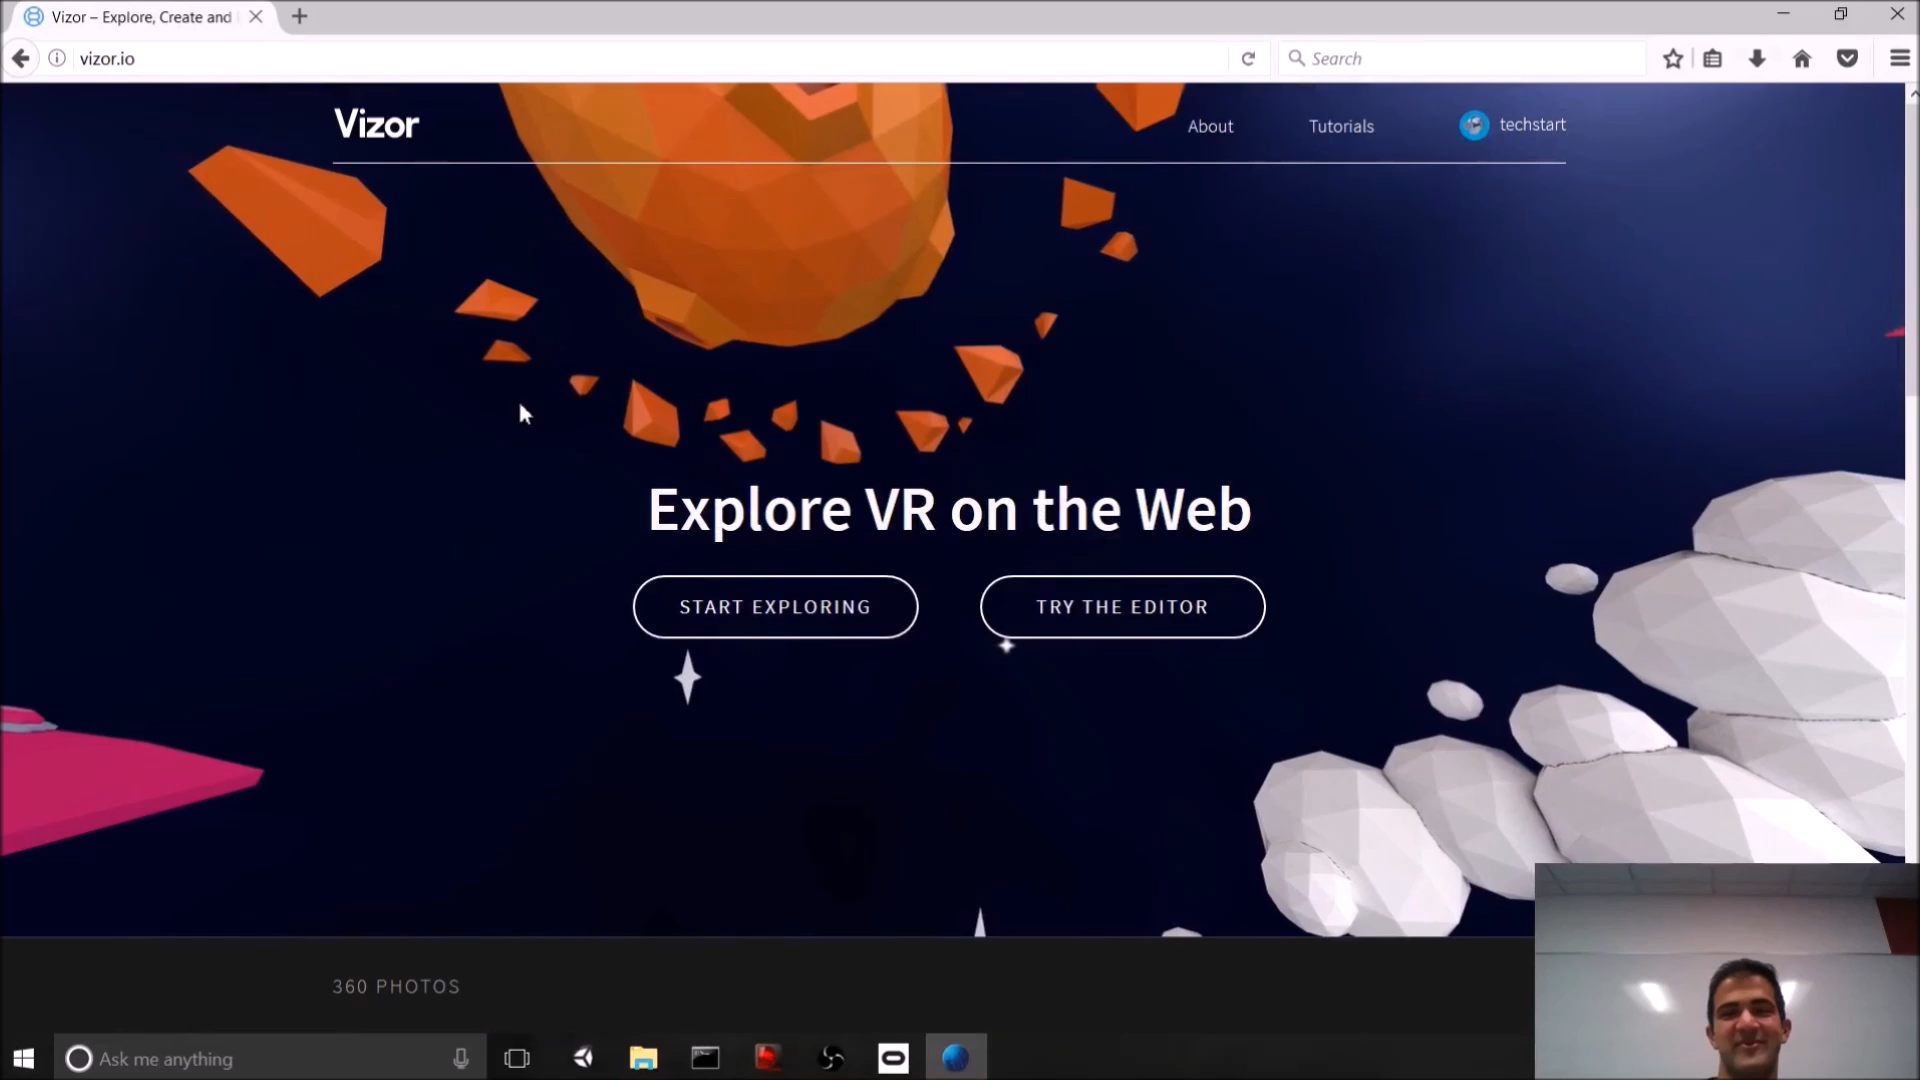 Vizor – Explore, Create and
vizor.io
Search
Vizor
About
Tutorials
techstart
Explore VR on the Web
START EXPLORING
TRY THE EDITOR
360 PHOTOS
Ask me anything